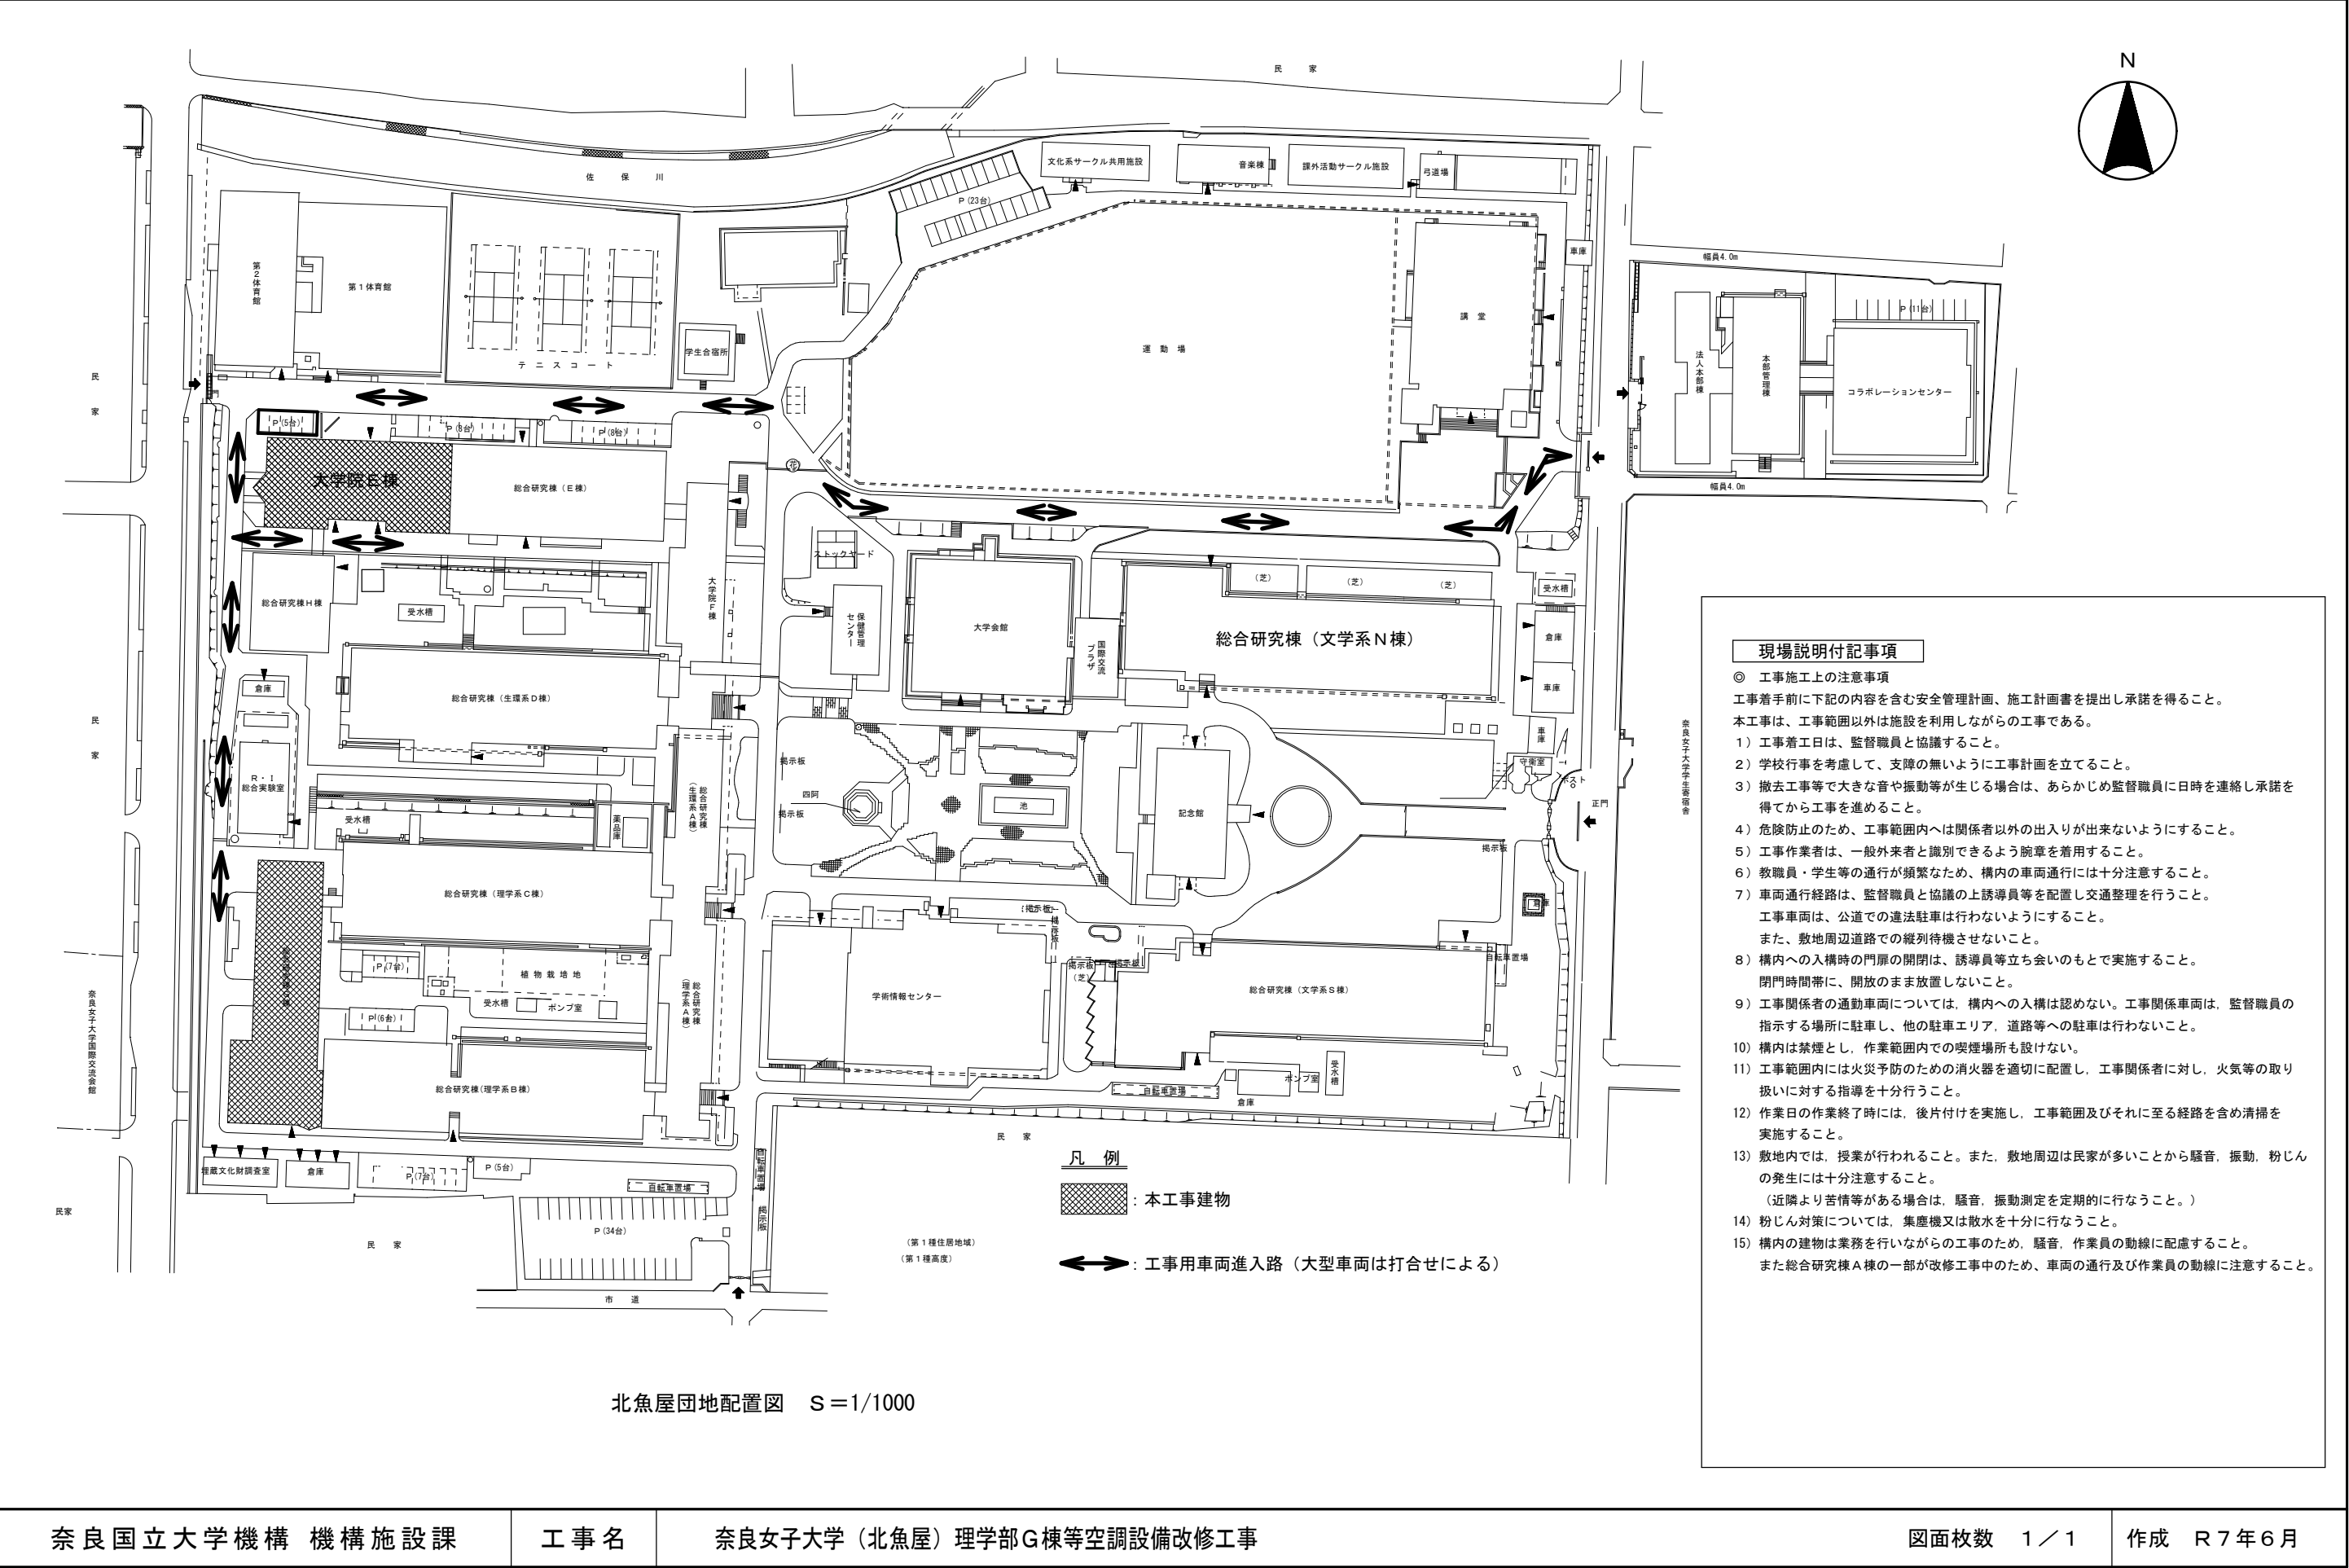 N
民 家
佐 保 川
文化系サークル共用施設
音楽棟
課外活動サークル施設
弓道場
P(23台)
車庫
幅員4.0m
第2体育館
第1体育館
テニスコート
学生合宿所
運 動 場
講 堂
法人本部棟
本部管理棟
P(11台)
コラボレーションセンター
幅員4.0m
民 家
P(5台)
P(8台)
P(8台)
大学院E棟
総合研究棟(E棟)
花
ストックヤード
大学院F棟
総合研究棟H棟
受水槽
保健管理センター
大学会館
国際交流プラザ
(芝)
(芝)
(芝)
総合研究棟(文学系N棟)
受水槽
倉庫
車庫
車庫
守衛室
ポスト
正門
奈良女子大学学生寄宿舎
倉庫
総合研究棟(生環系D棟)
民 家
R・I
総合実験室
受水槽
薬品庫
総合研究棟
(生環系A棟)
掲示板
四阿
掲示板
池
記念館
掲示板
倉庫
総合研究棟(理学系C棟)
掲示板
掲示板
掲示板
掲示板
(芝)
自転車置場
P(7台)
植 物 栽 培 地
受水槽
ポンプ室
P(6台)
総合研究棟
(理学系A棟)
学術情報センター
総合研究棟(文学系S棟)
奈良女子大学国際交流会館
総合研究棟(理学系B棟)
自転車置場
ポンプ室
受水槽
倉庫
民 家
埋蔵文化財調査室
倉庫
P(7台)
P(5台)
自転車置場
自転車置場
掲示板
民家
民 家
P(34台)
(第1種住居地域)
(第1種高度)
市 道
凡 例
:本工事建物
:工事用車両進入路(大型車両は打合せによる)
現場説明付記事項
◎ 工事施工上の注意事項
工事着手前に下記の内容を含む安全管理計画、施工計画書を提出し承諾を得ること。
本工事は、工事範囲以外は施設を利用しながらの工事である。
1)工事着工日は、監督職員と協議すること。
2)学校行事を考慮して、支障の無いように工事計画を立てること。
3)撤去工事等で大きな音や振動等が生じる場合は、あらかじめ監督職員に日時を連絡し承諾を
得てから工事を進めること。
4)危険防止のため、工事範囲内へは関係者以外の出入りが出来ないようにすること。
5)工事作業者は、一般外来者と識別できるよう腕章を着用すること。
6)教職員・学生等の通行が頻繁なため、構内の車両通行には十分注意すること。
7)車両通行経路は、監督職員と協議の上誘導員等を配置し交通整理を行うこと。
工事車両は、公道での違法駐車は行わないようにすること。
また、敷地周辺道路での縦列待機させないこと。
8)構内への入構時の門扉の開閉は、誘導員等立ち会いのもとで実施すること。
閉門時間帯に、開放のまま放置しないこと。
9)工事関係者の通勤車両については,構内への入構は認めない。工事関係車両は,監督職員の
指示する場所に駐車し、他の駐車エリア,道路等への駐車は行わないこと。
10)構内は禁煙とし,作業範囲内での喫煙場所も設けない。
11)工事範囲内には火災予防のための消火器を適切に配置し,工事関係者に対し,火気等の取り
扱いに対する指導を十分行うこと。
12)作業日の作業終了時には,後片付けを実施し,工事範囲及びそれに至る経路を含め清掃を
実施すること。
13)敷地内では,授業が行われること。また,敷地周辺は民家が多いことから騒音,振動,粉じん
の発生には十分注意すること。
(近隣より苦情等がある場合は,騒音,振動測定を定期的に行なうこと。)
14)粉じん対策については,集塵機又は散水を十分に行なうこと。
15)構内の建物は業務を行いながらの工事のため,騒音,作業員の動線に配慮すること。
また総合研究棟A棟の一部が改修工事中のため、車両の通行及び作業員の動線に注意すること。
北魚屋団地配置図 S=1/1000
奈良国立大学機構 機構施設課
工事名
奈良女子大学(北魚屋)理学部G棟等空調設備改修工事
図面枚数 1/1
作成 R7年6月